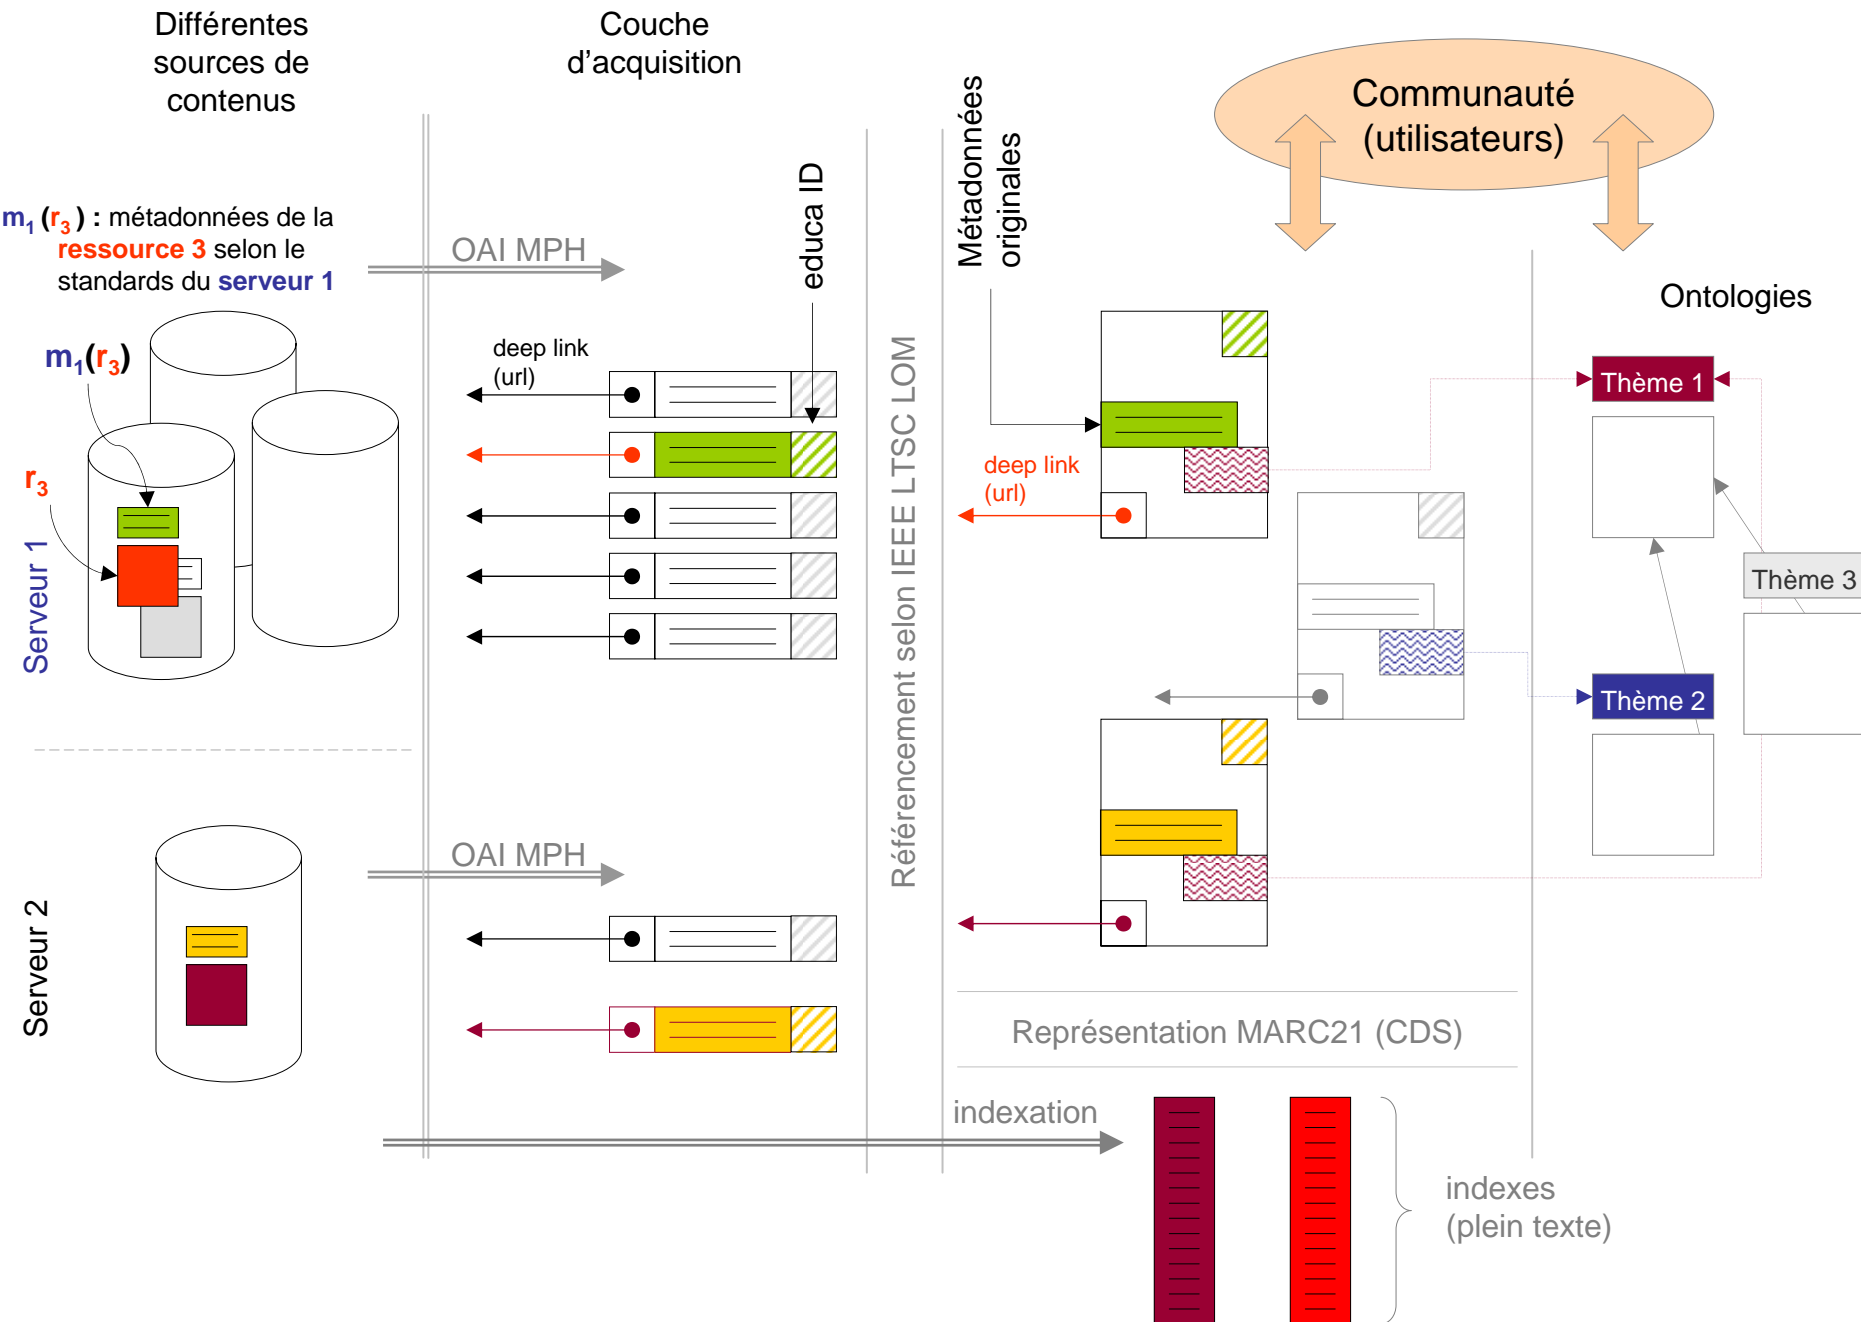 Différentes
sources de
contenus
Couche
d'acquisition
Communauté
(utilisateurs)
Métadonnées
originales
educa ID
m1 (r3 ) : métadonnées de la
ressource 3 selon le
standards du serveur 1
OAI MPH
Ontologies
m1(r3)
deep link
(url)
Thème 1
r3
deep link
(url)
Serveur 1
Référencement selon IEEE LTSC LOM
Thème 3
Thème 2
OAI MPH
Serveur 2
Représentation MARC21 (CDS)
indexation
indexes
(plein texte)